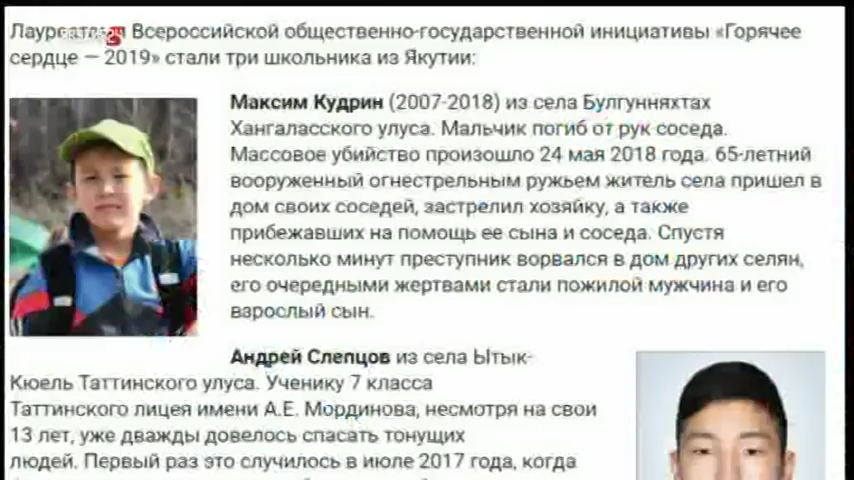 Лауреатами Всероссийской общественно-государственной инициативы «Горячее
сердце — 2019» стали три школьника из Якутии:
Максим Кудрин (2007-2018) из села Булгунняхтах
Хангаласского улуса. Мальчик погиб от рук соседа.
Массовое убийство произошло 24 мая 2018 года. 65-летний
вооруженный огнестрельным ружьем житель села пришел в
дом своих соседей, застрелил хозяйку, а также
прибежавших на помощь ее сына и соседа. Спустя
несколько минут преступник ворвался в дом других селян,
его очередными жертвами стали пожилой мужчина и его
взрослый сын.
Андрей Слепцов из села Ытык-
Кюель Таттинского улуса. Ученику 7 класса
Таттинского лицея имени А.Е. Мординова, несмотря на свои
13 лет, уже дважды довелось спасать тонущих
людей. Первый раз это случилось в июле 2017 года, когда